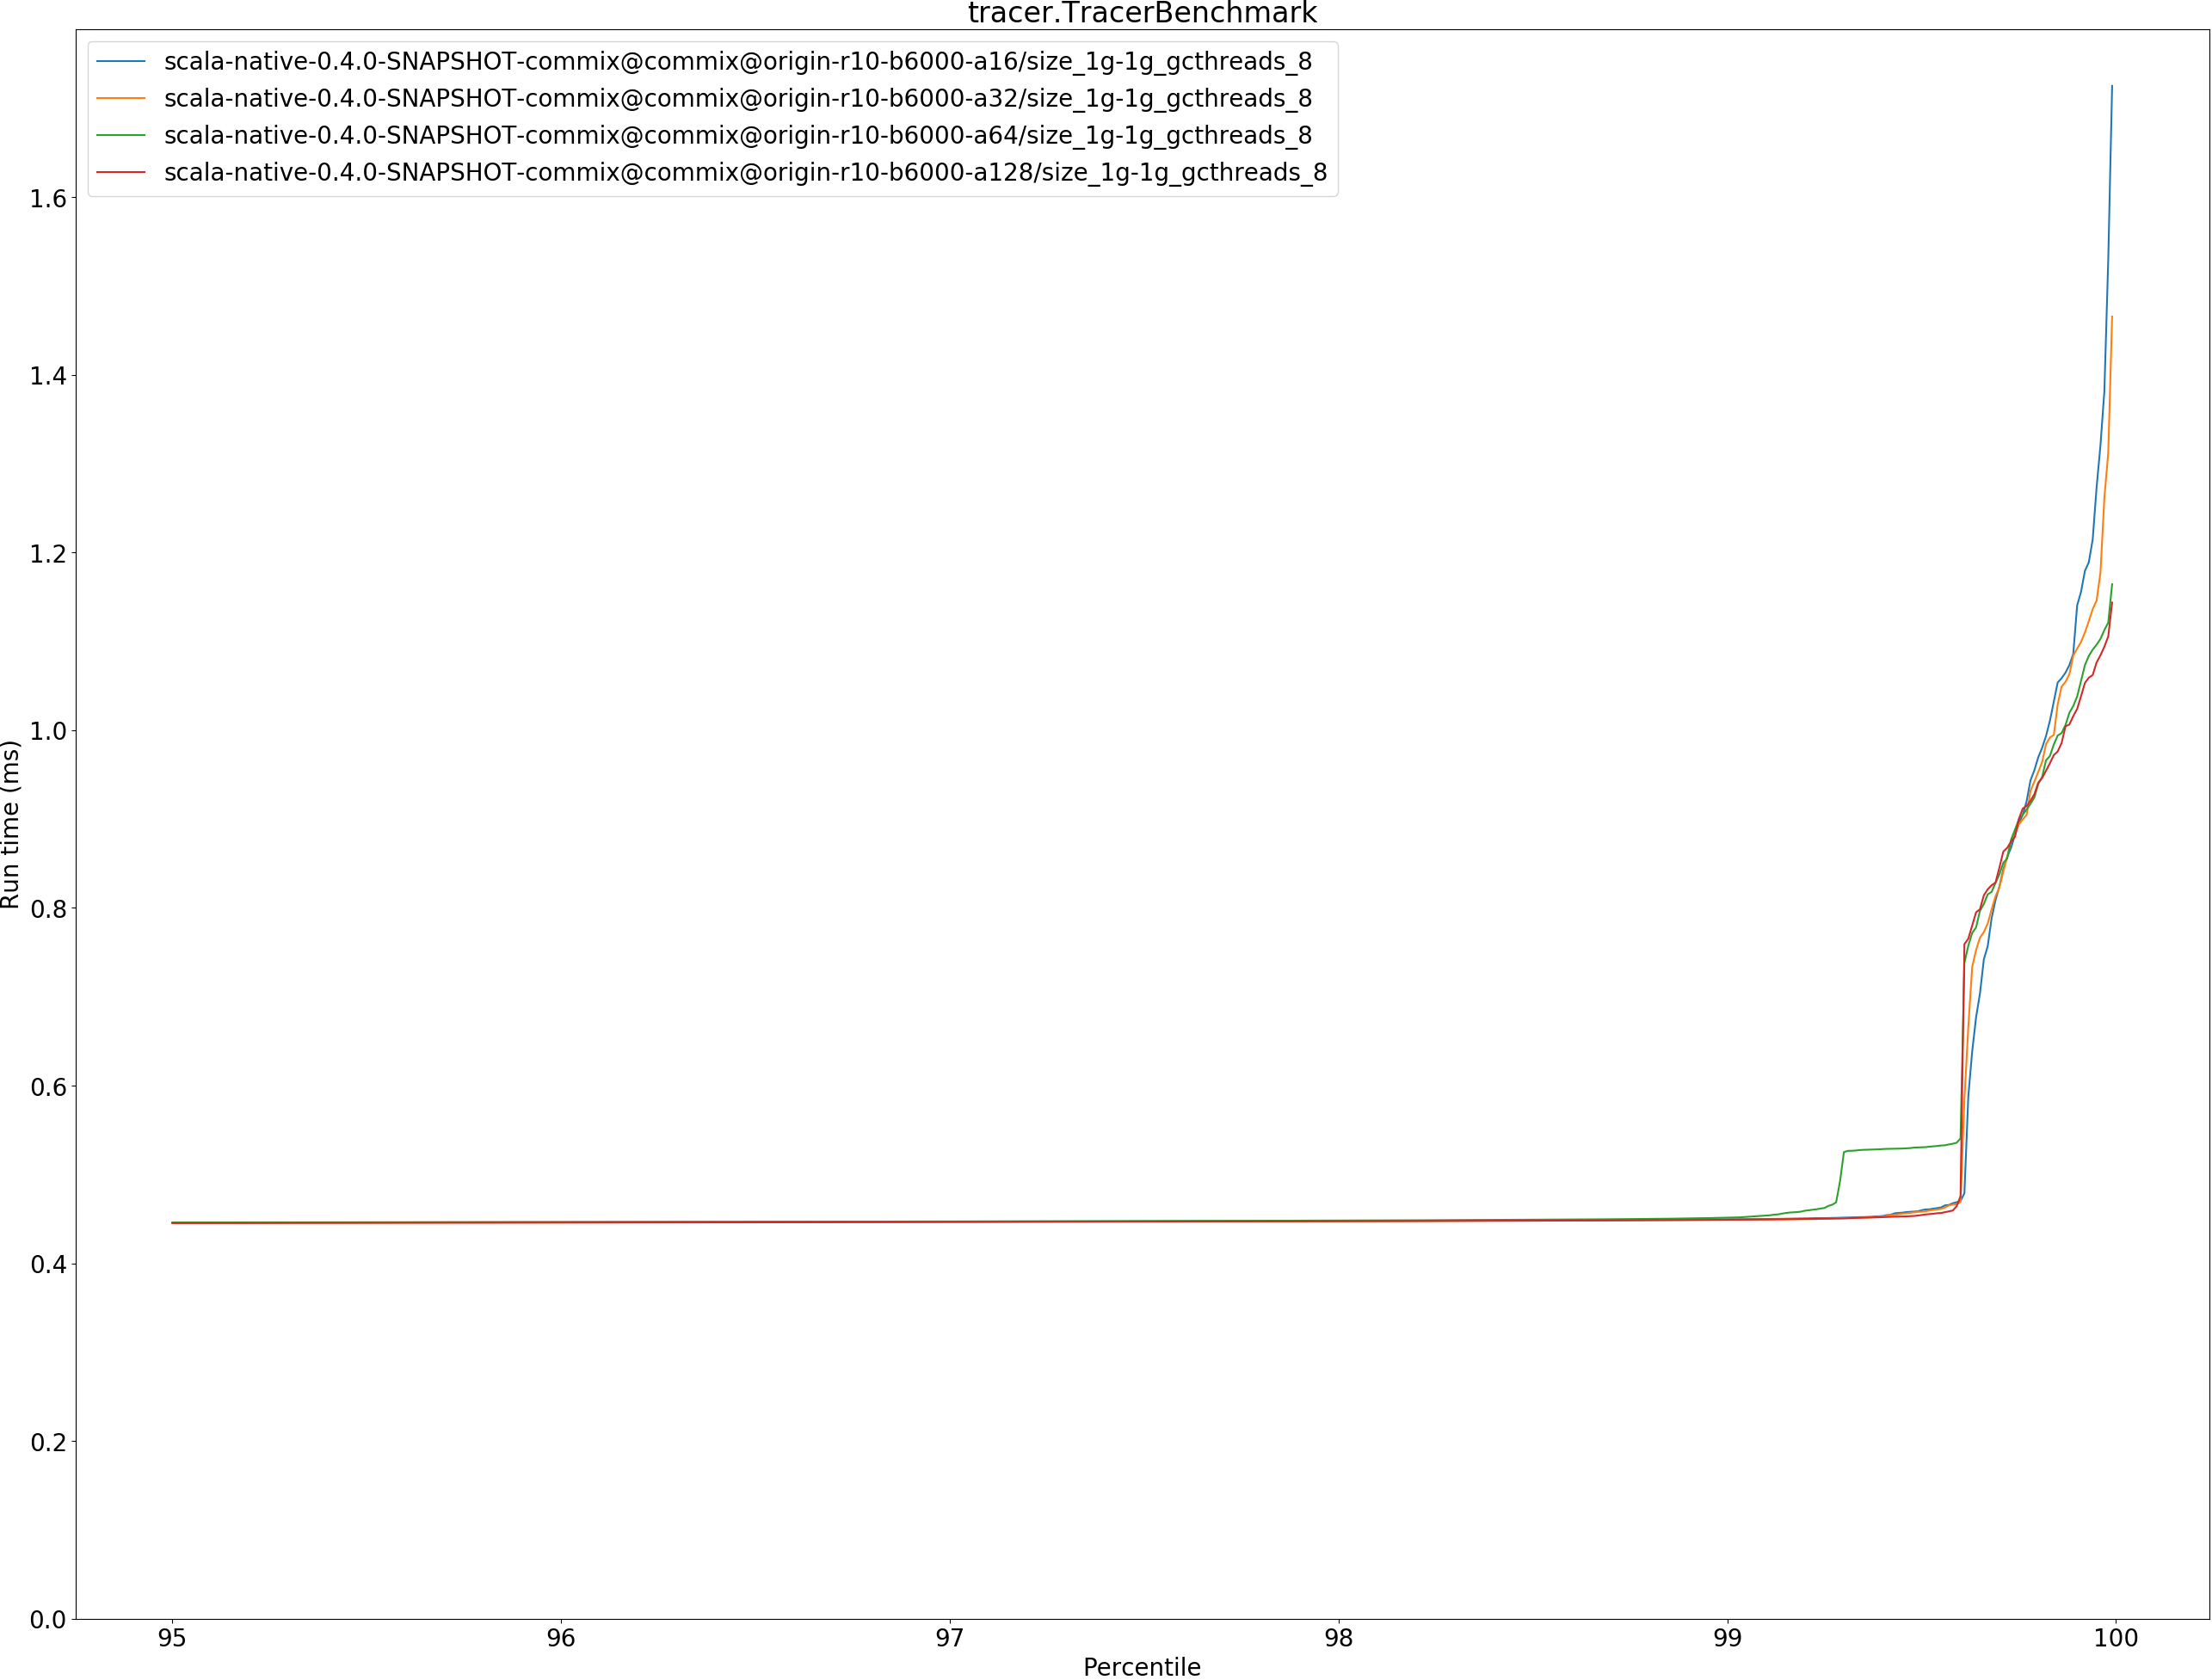 tracer.TracerBenchmark
scala-native-0.4.0-SNAPSHOT-commix@commix@origin-r10-b6000-a16/size_1g-1g_gcthreads_8
scala-native-0.4.0-SNAPSHOT-commix@commix@origin-r10-b6000-a32/size_1g-1g_gcthreads_8
scala-native-0.4.0-SNAPSHOT-commix@commix@origin-r10-b6000-a64/size_1g-1g_gcthreads_8
scala-native-0.4.0-SNAPSHOT-commix@commix@origin-r10-b6000-a128/size_1g-1g_gcthreads_8
1.6
1.4
1.2
1.0
0.8
0.6
0.4
0.2
0.0
Run time (ms)
95 96 97 98 99 100
Percentile